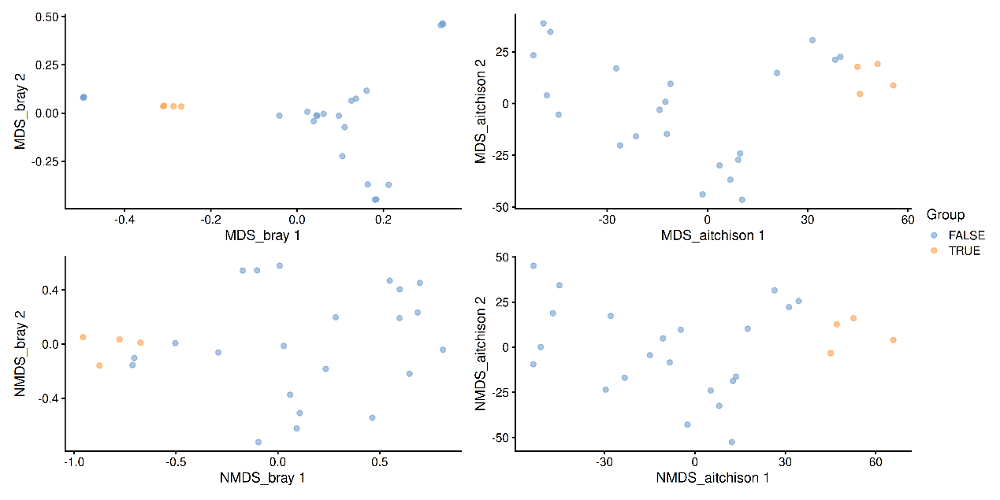 0.50
0.25
0.00
-0.25
MDS_bray 2
-0.4
-0.2
0.0
0.2
MDS_bray 1
25
0
-25
-50
MDS_aitchison 2
-30
0
30
60
MDS_aitchison 1
0.4
0.0
-0.4
NMDS_bray 2
-1.0
-0.5
0.0
0.5
NMDS_bray 1
50
25
0
-25
-50
NMDS_aitchison 2
-30
0
30
60
NMDS_aitchison 1
Group
FALSE
TRUE